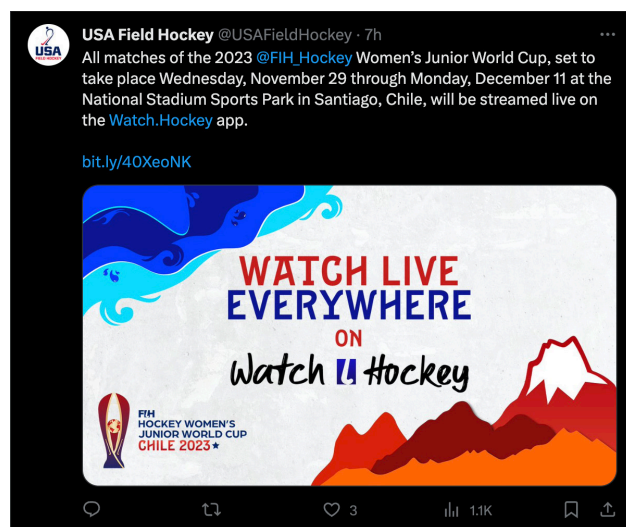 USA Field Hockey @USAFieldHockey · 7h
All matches of the 2023 @FIH_Hockey Women’s Junior World Cup, set to
take place Wednesday, November 29 through Monday, December 11 at the
National Stadium Sports Park in Santiago, Chile, will be streamed live on
the Watch.Hockey app.
bit.ly/40XeoNK
WATCH LIVE
EVERYWHERE
ON
Watch Hockey
FIH
HOCKEY WOMEN'S
JUNIOR WORLD CUP
CHILE 2023
3
1.1K
USA
FIELD HOCKEY